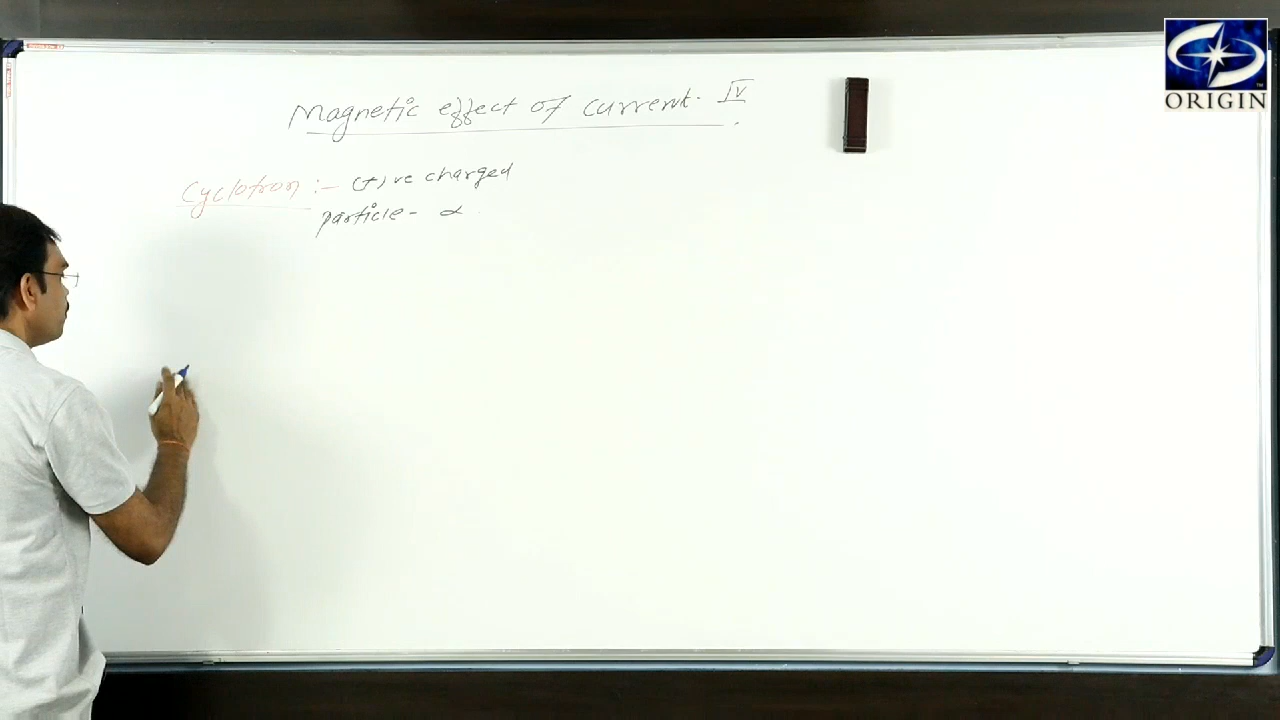 Magnetic effect of current. IV
Cyclotron :- (+)ve charged
particle - α
ORIGIN